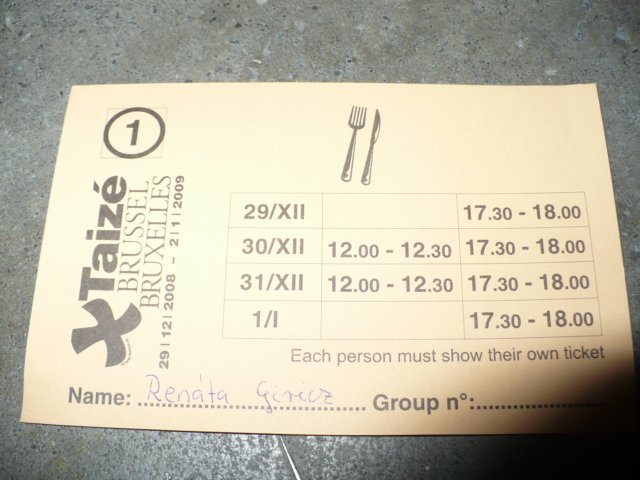 1
Taizé
BRUSSEL
BRUXELLES
29|12|2008 - 2|1|2009
29/XII 17.30 - 18.00
30/XII 12.00 - 12.30 17.30 - 18.00
31/XII 12.00 - 12.30 17.30 - 18.00
1/I 17.30 - 18.00
Each person must show their own ticket
Name: Renáta Giricz Group n°: